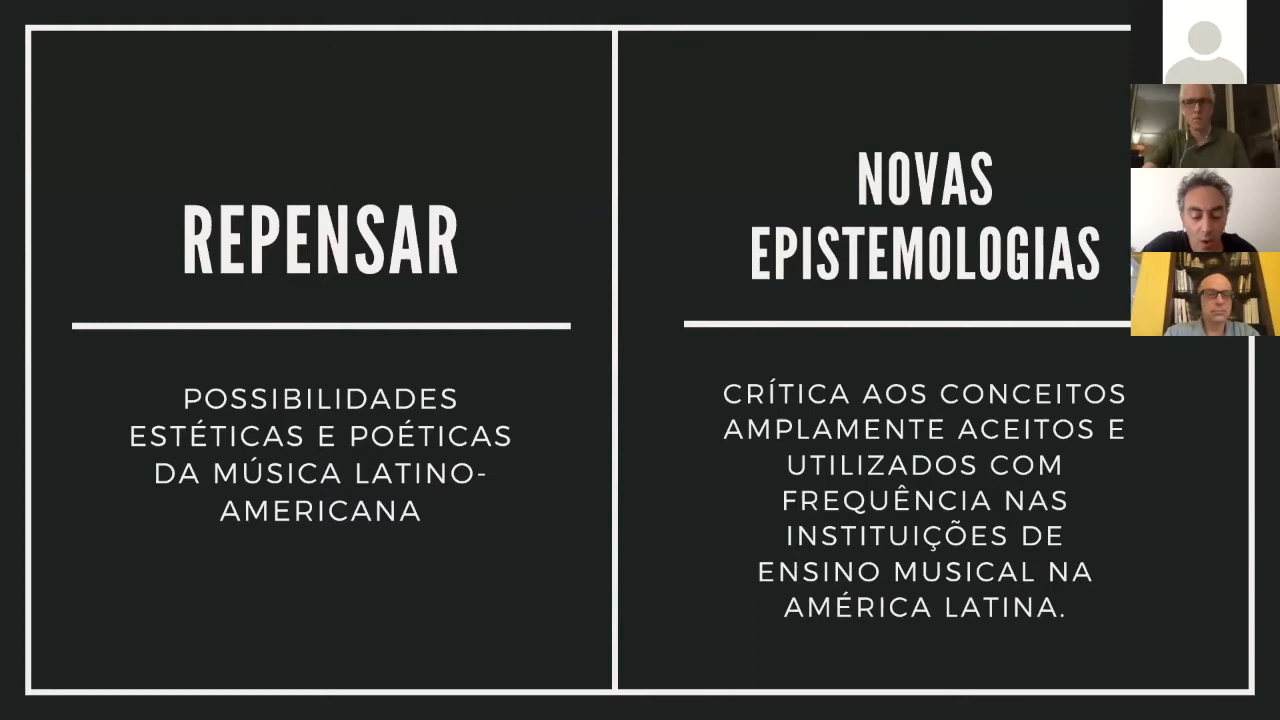 REPENSAR
POSSIBILIDADES
ESTÉTICAS E POÉTICAS
DA MÚSICA LATINO-
AMERICANA
NOVAS
EPISTEMOLOGIAS
CRÍTICA AOS CONCEITOS
AMPLAMENTE ACEITOS E
UTILIZADOS COM
FREQUÊNCIA NAS
INSTITUIÇÕES DE
ENSINO MUSICAL NA
AMÉRICA LATINA.